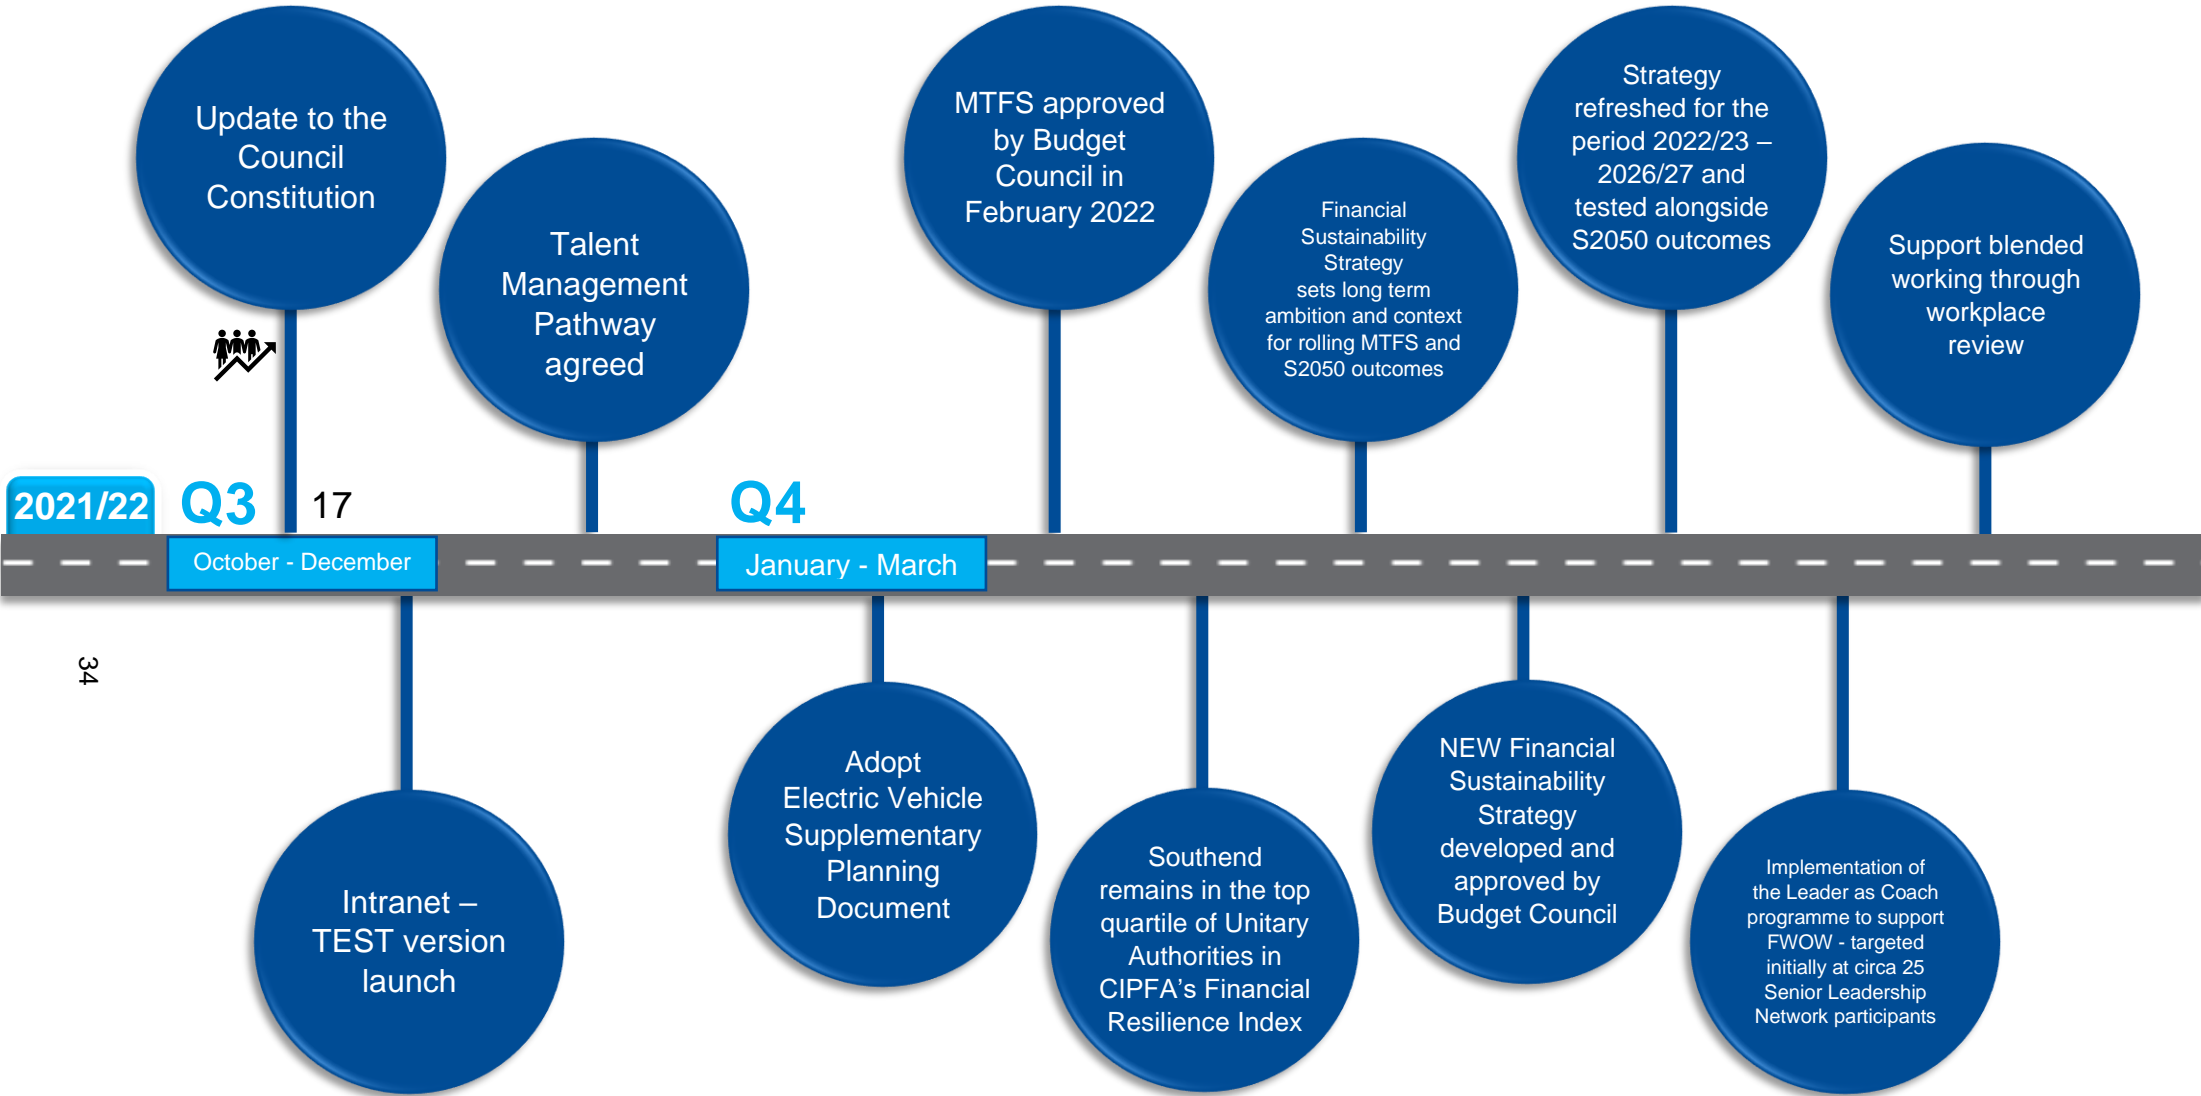 Update to the
Council
Constitution
Talent
Management
Pathway
agreed
MTFS approved
by Budget
Council in
February 2022
Financial
Sustainability
Strategy
sets long term
ambition and context
for rolling MTFS and
S2050 outcomes
Strategy
refreshed for the
period 2022/23 –
2026/27 and
tested alongside
S2050 outcomes
Support blended
working through
workplace
review
2021/22
Q3
17
Q4
October - December
January - March
34
Intranet –
TEST version
launch
Adopt
Electric Vehicle
Supplementary
Planning
Document
Southend
remains in the top
quartile of Unitary
Authorities in
CIPFA’s Financial
Resilience Index
NEW Financial
Sustainability
Strategy
developed and
approved by
Budget Council
Implementation of
the Leader as Coach
programme to support
FWOW - targeted
initially at circa 25
Senior Leadership
Network participants